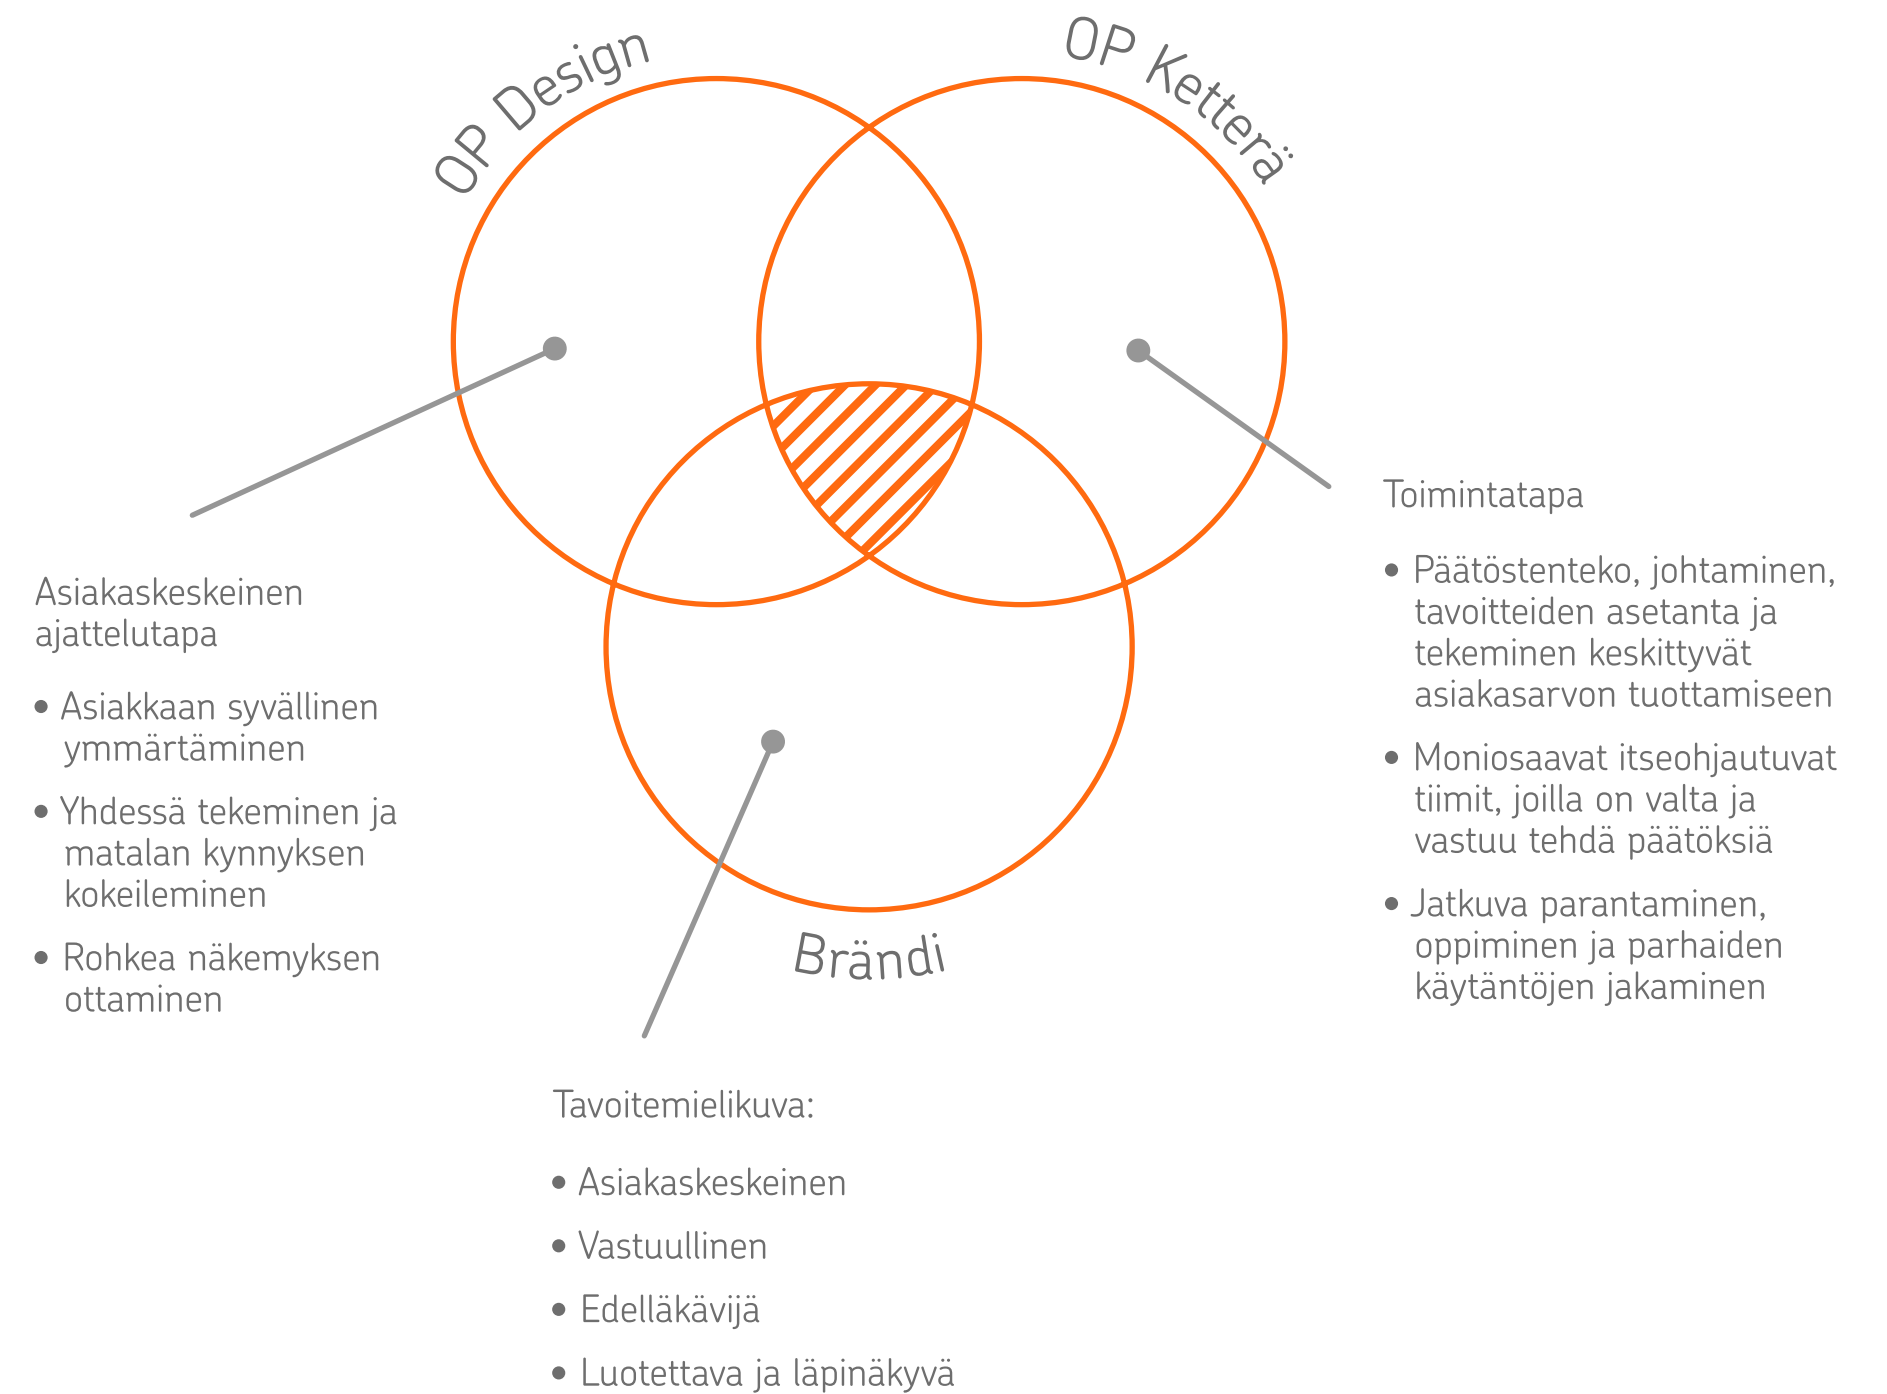 OP Design
OP Ketterä
Asiakaskeskeinen
ajattelutapa
• Asiakkaan syvällinen
ymmärtäminen
• Yhdessä tekeminen ja
matalan kynnyksen
kokeileminen
• Rohkea näkemyksen
ottaminen
Toimintatapa
• Päätöstenteko, johtaminen,
tavoitteiden asetanta ja
tekeminen keskittyvät
asiakasarvon tuottamiseen
• Moniosaavat itseohjautuvat
tiimit, joilla on valta ja
vastuu tehdä päätöksiä
• Jatkuva parantaminen,
oppiminen ja parhaiden
käytäntöjen jakaminen
Brändi
Tavoitemielikuva:
• Asiakaskeskeinen
• Vastuullinen
• Edelläkävijä
• Luotettava ja läpinäkyvä